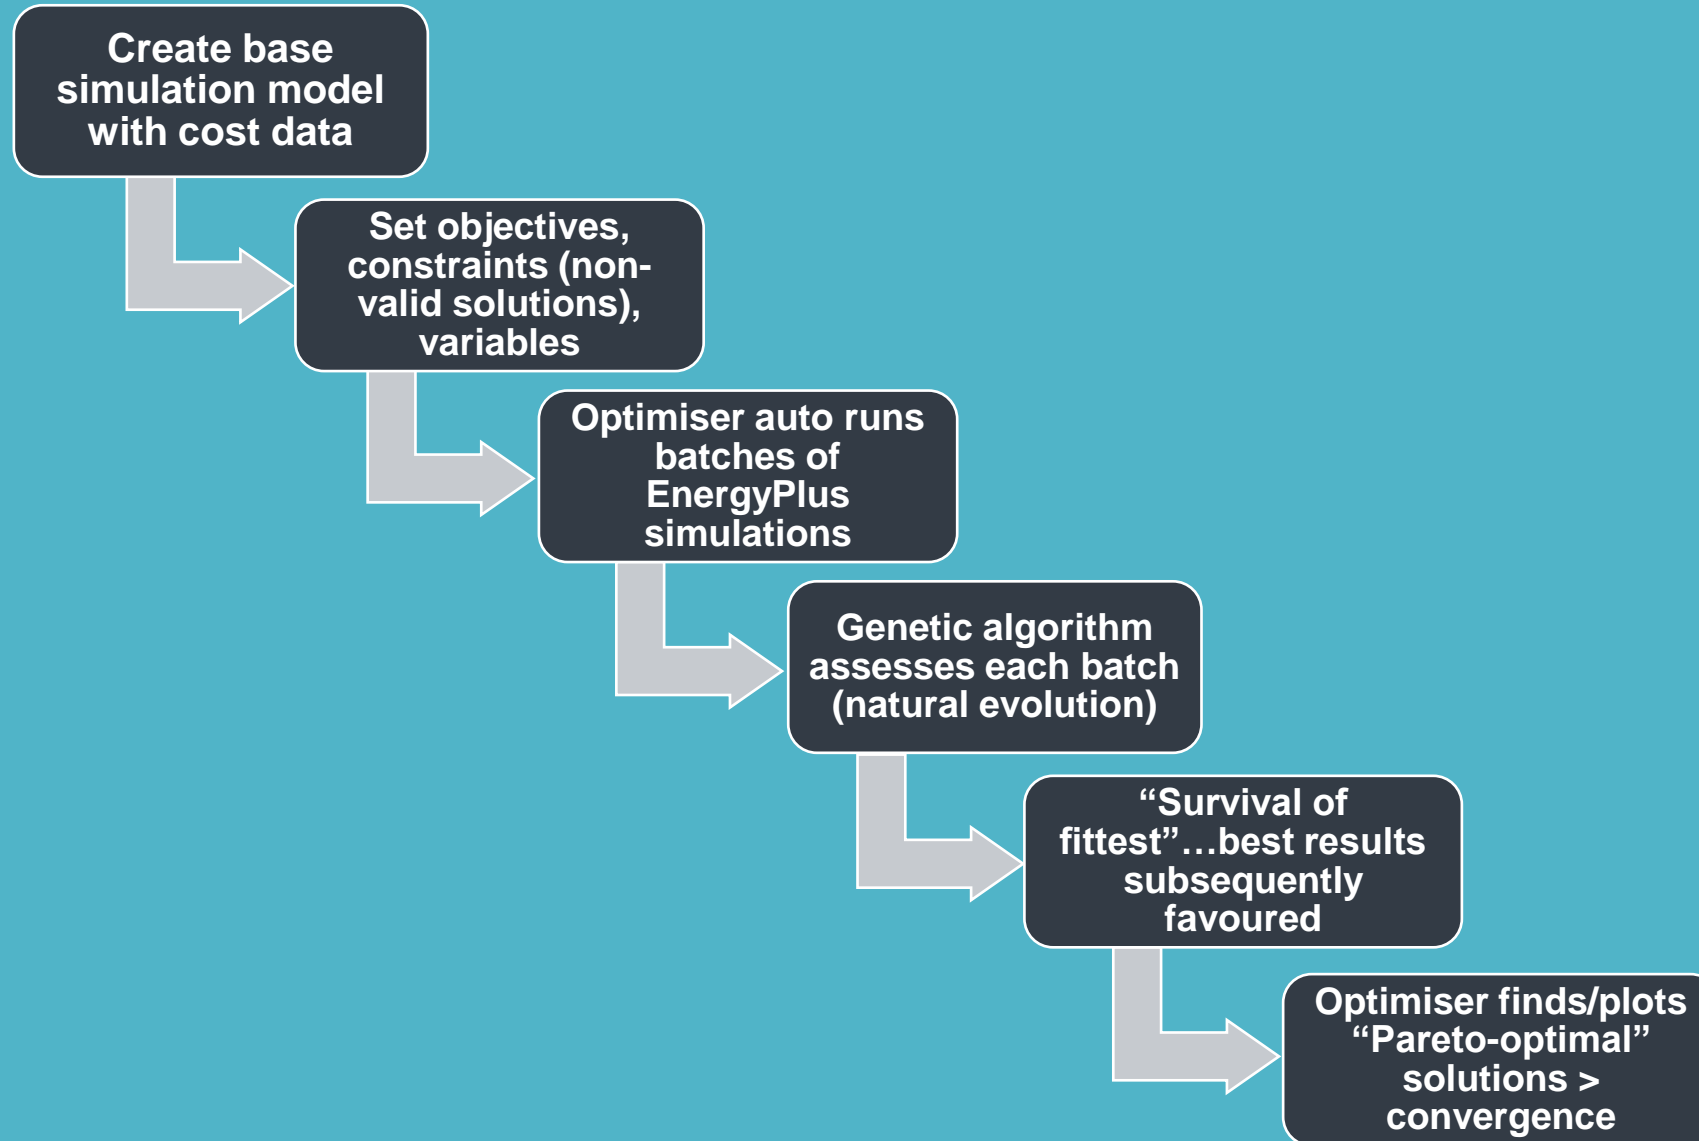 Create base
simulation model
with cost data
Set objectives,
constraints (non-
valid solutions),
variables
Optimiser auto runs
batches of
EnergyPlus
simulations
Genetic algorithm
assesses each batch
(natural evolution)
“Survival of
fittest”…best results
subsequently
favoured
Optimiser finds/plots
“Pareto-optimal”
solutions >
convergence